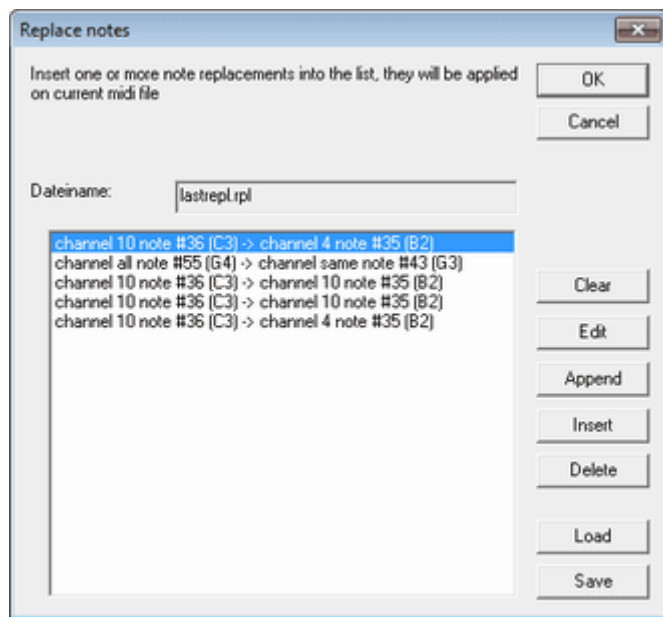 Replace notes
Insert one or more note replacements into the list, they will be applied
on current midi file
OK
Cancel
Dateiname:
lastrepl.rpl
channel 10 note #36 (C3) -> channel 4 note #35 (B2)
channel all note #55 (G4) -> channel same note #43 (G3)
channel 10 note #36 (C3) -> channel 10 note #35 (B2)
channel 10 note #36 (C3) -> channel 10 note #35 (B2)
channel 10 note #36 (C3) -> channel 4 note #35 (B2)
Clear
Edit
Append
Insert
Delete
Load
Save